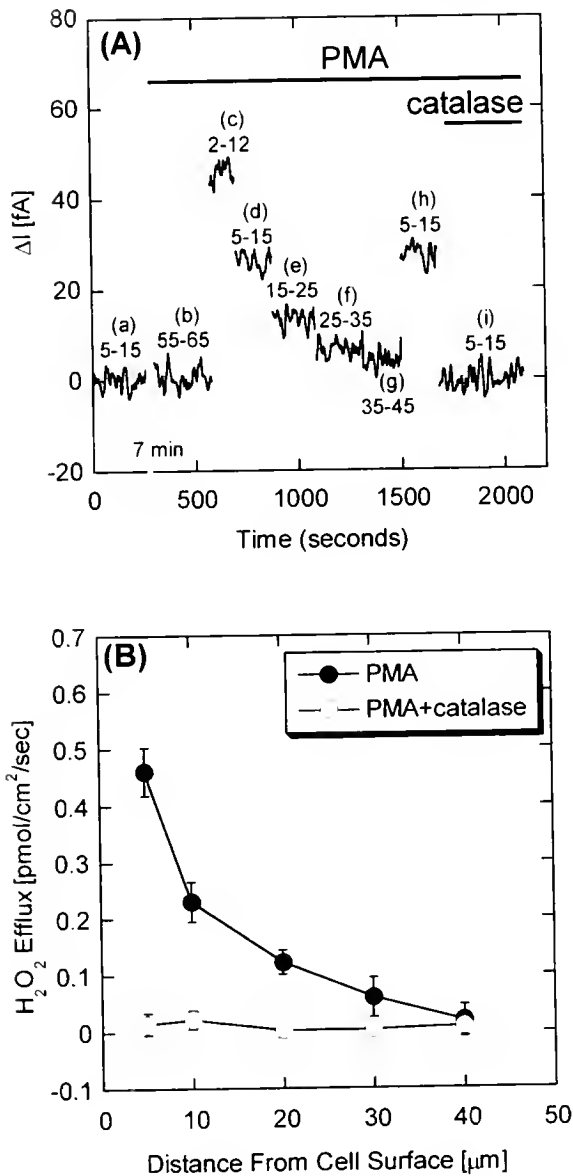 (A)
80
60
40
20
0
-20
ΔI [fA]
PMA
catalase
(c)
2-12
(d)
5-15
(h)
5-15
(e)
15-25
(f)
25-35
(a)
5-15
(b)
55-65
(g)
35-45
(i)
5-15
7 min
0 500 1000 1500 2000
Time (seconds)
(B)
0.7
0.6
0.5
0.4
0.3
0.2
0.1
0
-0.1
H₂O₂ Efflux [pmol/cm²/sec]
PMA
PMA+catalase
0 10 20 30 40 50
Distance From Cell Surface [µm]